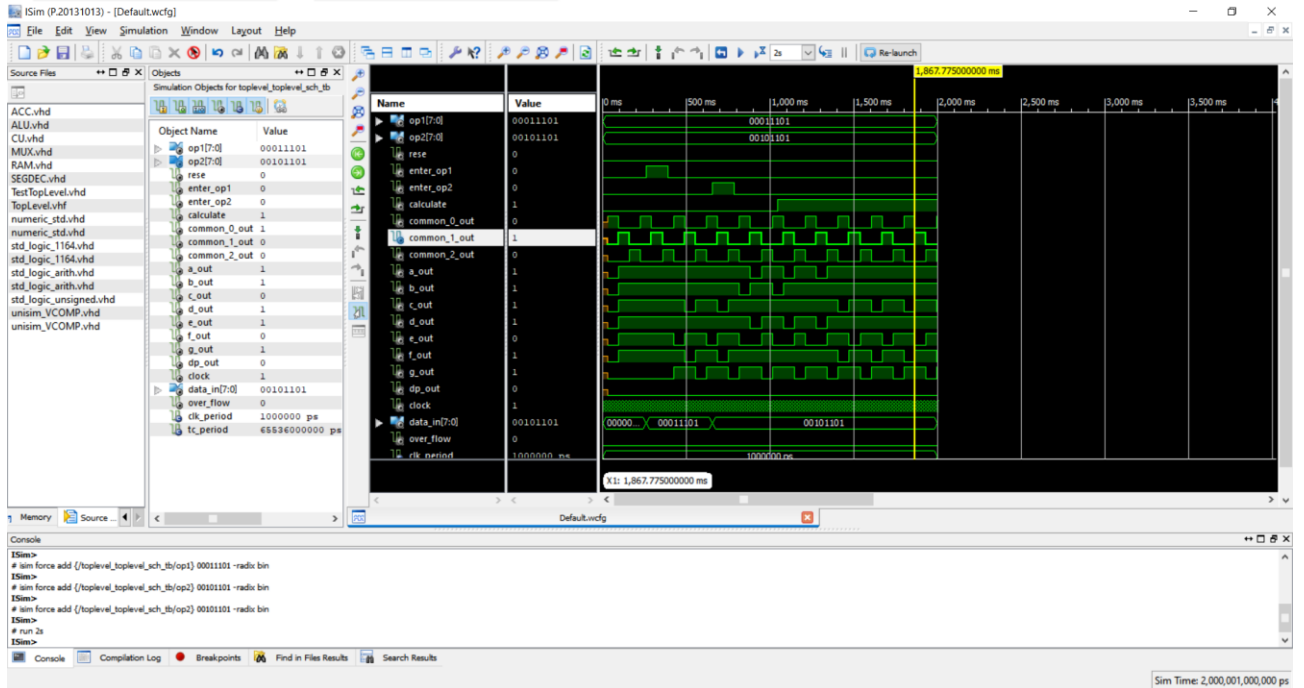 ISim (P.20131013) - [Default.wcfg]
File Edit View Simulation Window Layout Help
2s
Re-launch
Source Files
ACC.vhd
ALU.vhd
CU.vhd
MUX.vhd
RAM.vhd
SEGDEC.vhd
TestTopLevel.vhd
TopLevel.vhf
numeric_std.vhd
numeric_std.vhd
std_logic_1164.vhd
std_logic_1164.vhd
std_logic_arith.vhd
std_logic_arith.vhd
std_logic_unsigned.vhd
unisim_VCOMP.vhd
unisim_VCOMP.vhd
Memory Source ...
Objects
Simulation Objects for toplevel_toplevel_sch_tb
Object Name Value
op1[7:0] 00011101
op2[7:0] 00101101
rese 0
enter_op1 0
enter_op2 0
calculate 1
common_0_out 1
common_1_out 0
common_2_out 0
a_out 1
b_out 1
c_out 0
d_out 1
e_out 1
f_out 0
g_out 1
dp_out 0
clock 1
data_in[7:0] 00101101
over_flow 0
clk_period 1000000 ps
tc_period 65536000000 ps
1,867.775000000 ms
Name Value
0 ms 500 ms 1,000 ms 1,500 ms 2,000 ms 2,500 ms 3,000 ms 3,500 ms 4
op1[7:0] 00011101 00011101
op2[7:0] 00101101 00101101
rese 0
enter_op1 0
enter_op2 0
calculate 1
common_0_out 0
common_1_out 1
common_2_out 0
a_out 1
b_out 1
c_out 1
d_out 1
e_out 0
f_out 1
g_out 1
dp_out 0
clock 1
data_in[7:0] 00101101 00000... 00011101 00101101
over_flow 0
clk_period 1000000 ps 1000000 ps
X1: 1,867.775000000 ms
Default.wcfg
Console
ISim>
# isim force add {/toplevel_toplevel_sch_tb/op1} 00011101 -radix bin
ISim>
# isim force add {/toplevel_toplevel_sch_tb/op2} 00101101 -radix bin
ISim>
# isim force add {/toplevel_toplevel_sch_tb/op2} 00101101 -radix bin
ISim>
# run 2s
ISim>
Console Compilation Log Breakpoints Find in Files Results Search Results
Sim Time: 2,000,001,000,000 ps